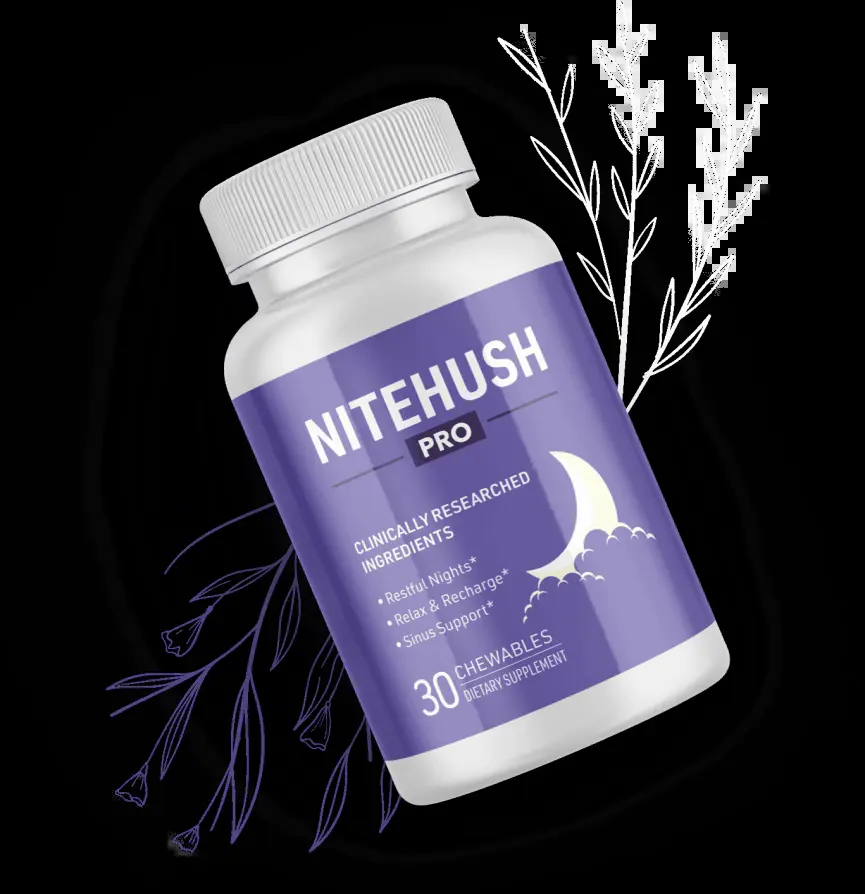 NITEHUSH
PRO
CLINICALLY RESEARCHED
INGREDIENTS
• Restful Nights*
• Relax & Recharge*
• Sinus Support*
30 CHEWABLES
DIETARY SUPPLEMENT